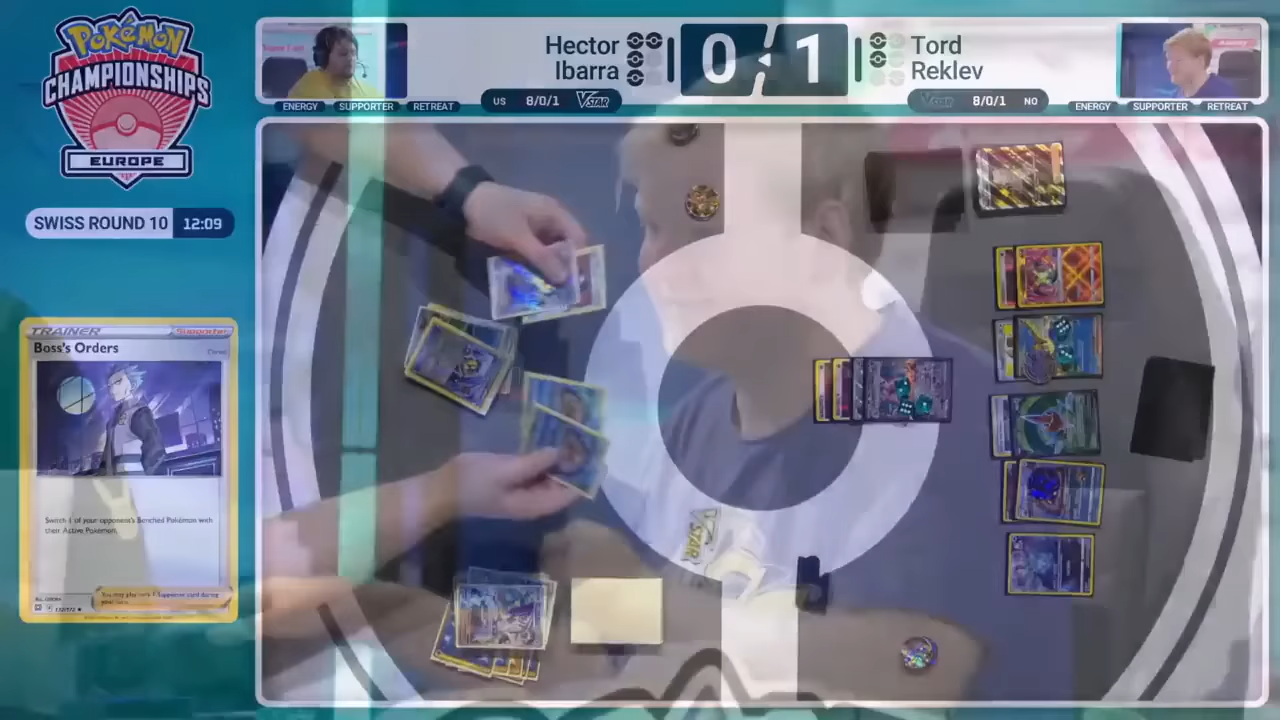 Pokémon
CHAMPIONSHIPS
EUROPE
SWISS ROUND 10 12:09
TRAINER Supporter
Boss's Orders
Switch 1 of your opponent's Benched Pokémon with
their Active Pokémon.
You may play only 1 Supporter card during
your turn.
Hector
Ibarra
0 1
Tord
Reklev
US 8/0/1 VSTAR
VSTAR 8/0/1 NO
ENERGY SUPPORTER RETREAT
ENERGY SUPPORTER RETREAT
VSTAR